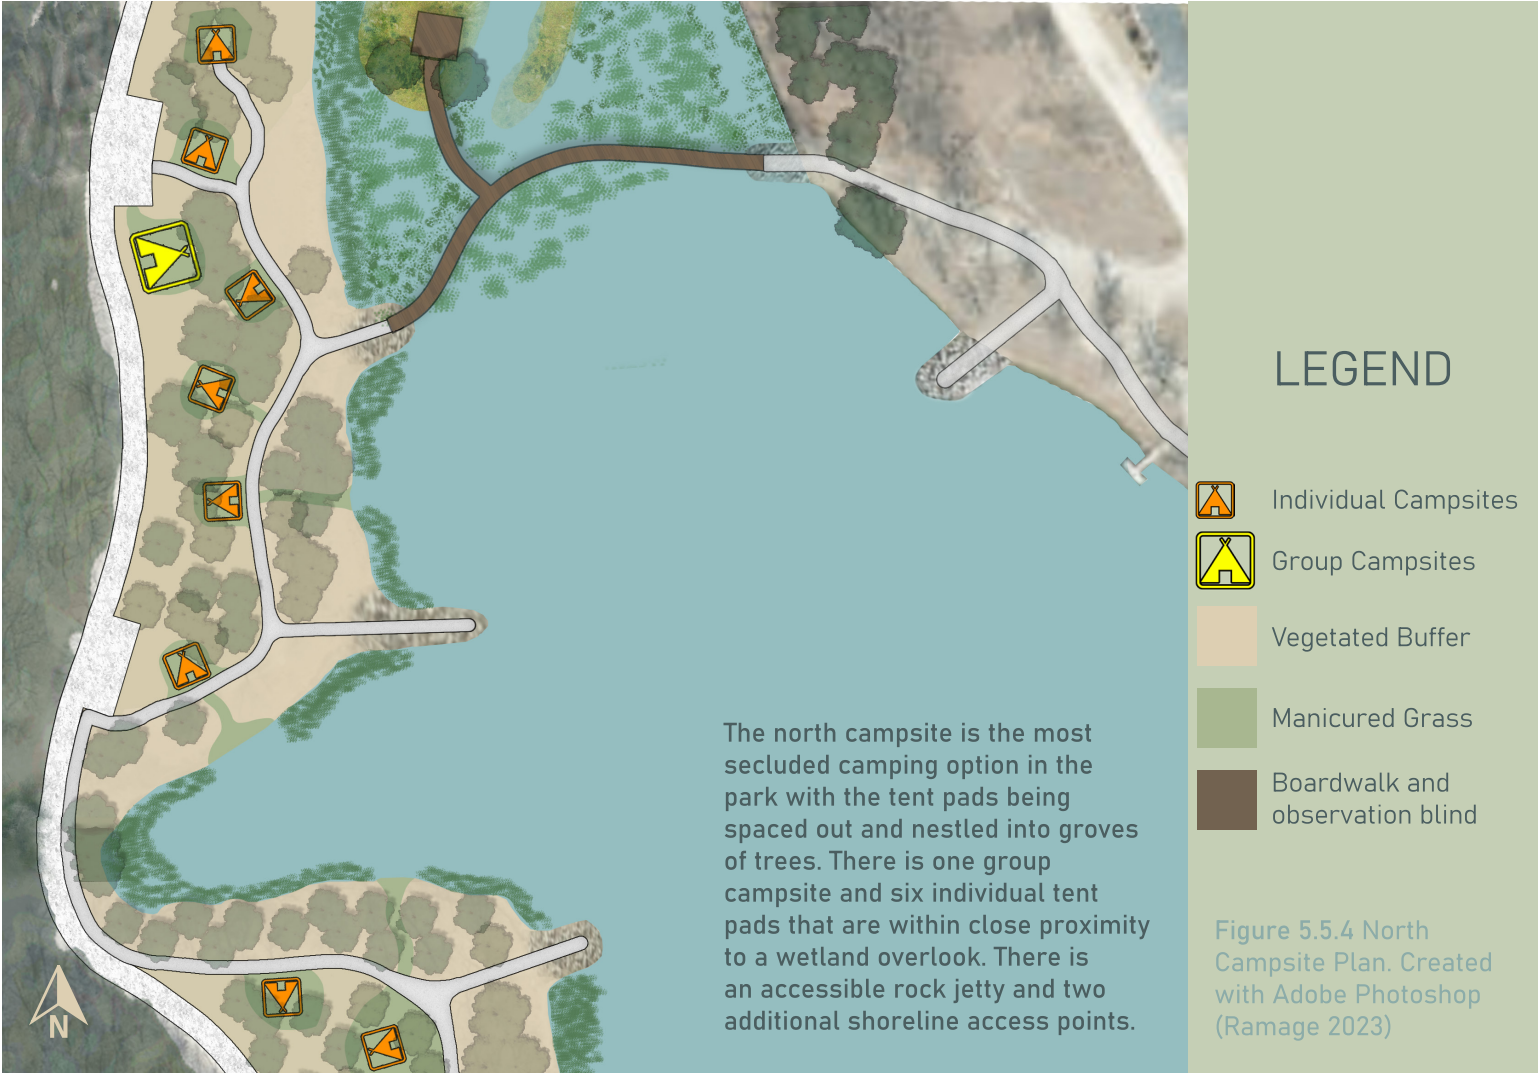 LEGEND
Individual Campsites
Group Campsites
Vegetated Buffer
Manicured Grass
Boardwalk and
observation blind
The north campsite is the most
secluded camping option in the
park with the tent pads being
spaced out and nestled into groves
of trees. There is one group
campsite and six individual tent
pads that are within close proximity
to a wetland overlook. There is
an accessible rock jetty and two
additional shoreline access points.
Figure 5.5.4 North
Campsite Plan. Created
with Adobe Photoshop
(Ramage 2023)
N